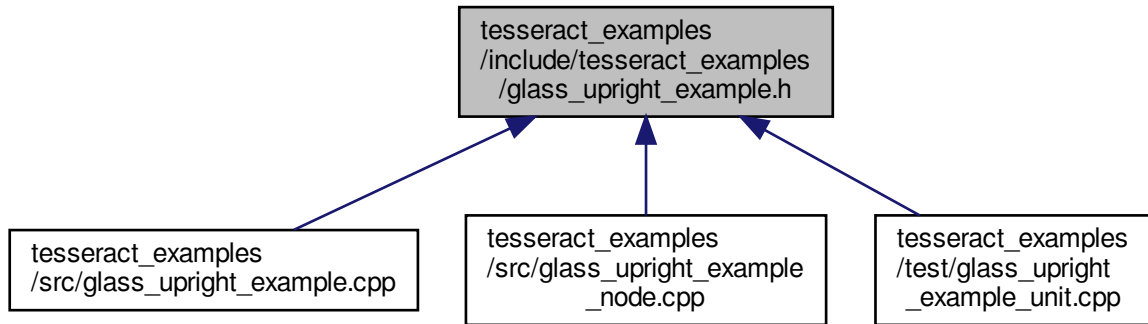 tesseract_examples
/include/tesseract_examples
/glass_upright_example.h
tesseract_examples
/src/glass_upright_example.cpp
tesseract_examples
/src/glass_upright_example
_node.cpp
tesseract_examples
/test/glass_upright
_example_unit.cpp